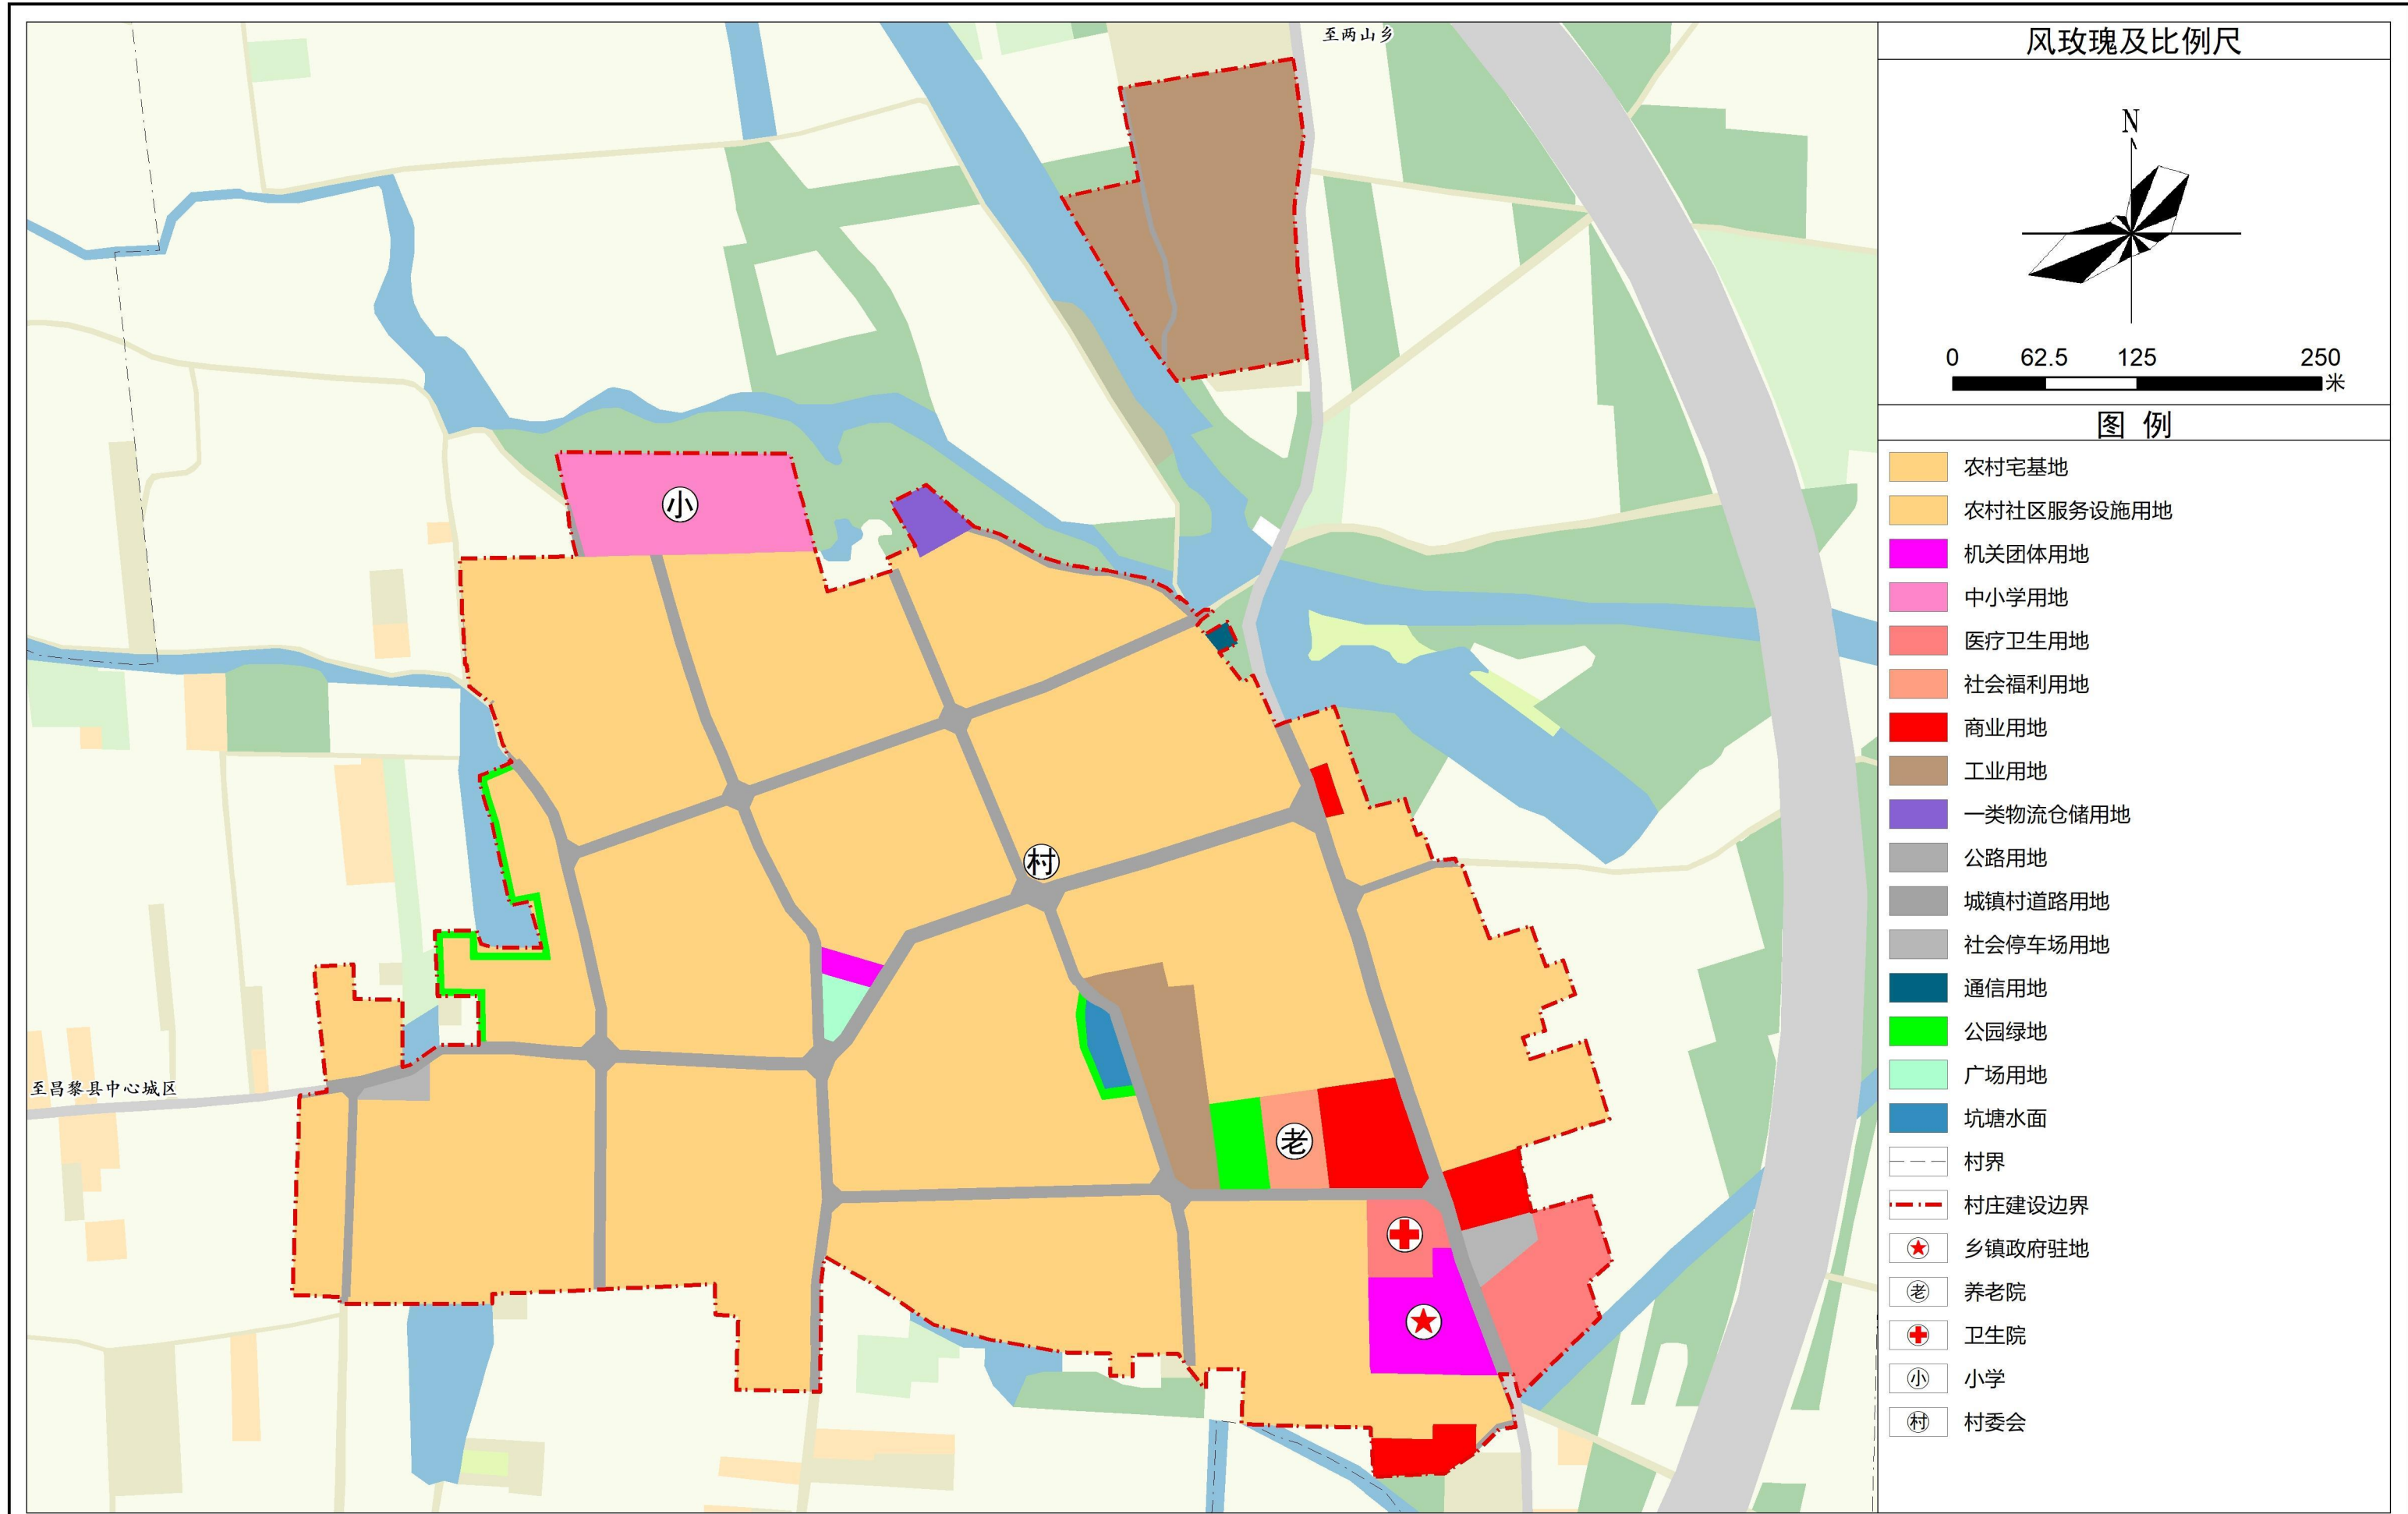 至两山乡
小
村
至昌黎县中心城区
老
风玫瑰及比例尺
N
0 62.5 125 250
米
图 例
农村宅基地
农村社区服务设施用地
机关团体用地
中小学用地
医疗卫生用地
社会福利用地
商业用地
工业用地
一类物流仓储用地
公路用地
城镇村道路用地
社会停车场用地
通信用地
公园绿地
广场用地
坑塘水面
村界
村庄建设边界
乡镇政府驻地
老 养老院
卫生院
小 小学
村 村委会